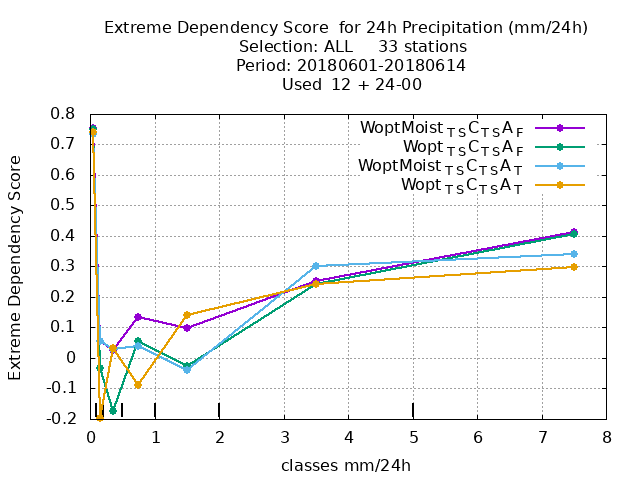 Extreme Dependency Score  for 24h Precipitation (mm/24h)
Selection: ALL     33 stations
Period: 20180601-20180614
Used  12 + 24-00
WoptMoist_TSC_TSA_F
Wopt_TSC_TSA_F
WoptMoist_TSC_TSA_T
Wopt_TSC_TSA_T
Extreme Dependency Score
0.8
0.7
0.6
0.5
0.4
0.3
0.2
0.1
0
-0.1
-0.2
0 1 2 3 4 5 6 7 8
classes mm/24h